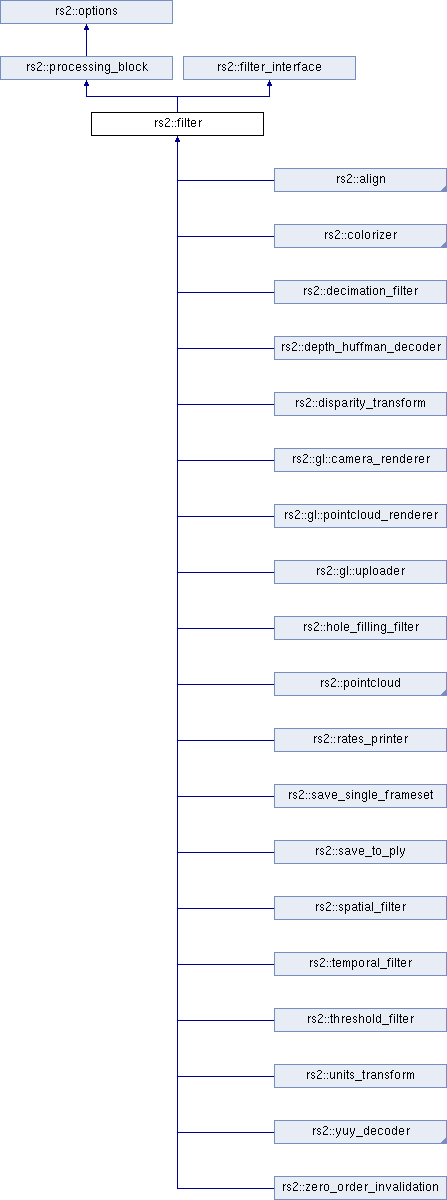 rs2::options
rs2::processing_block
rs2::filter_interface
rs2::filter
rs2::align
rs2::colorizer
rs2::decimation_filter
rs2::depth_huffman_decoder
rs2::disparity_transform
rs2::gl::camera_renderer
rs2::gl::pointcloud_renderer
rs2::gl::uploader
rs2::hole_filling_filter
rs2::pointcloud
rs2::rates_printer
rs2::save_single_frameset
rs2::save_to_ply
rs2::spatial_filter
rs2::temporal_filter
rs2::threshold_filter
rs2::units_transform
rs2::yuy_decoder
rs2::zero_order_invalidation